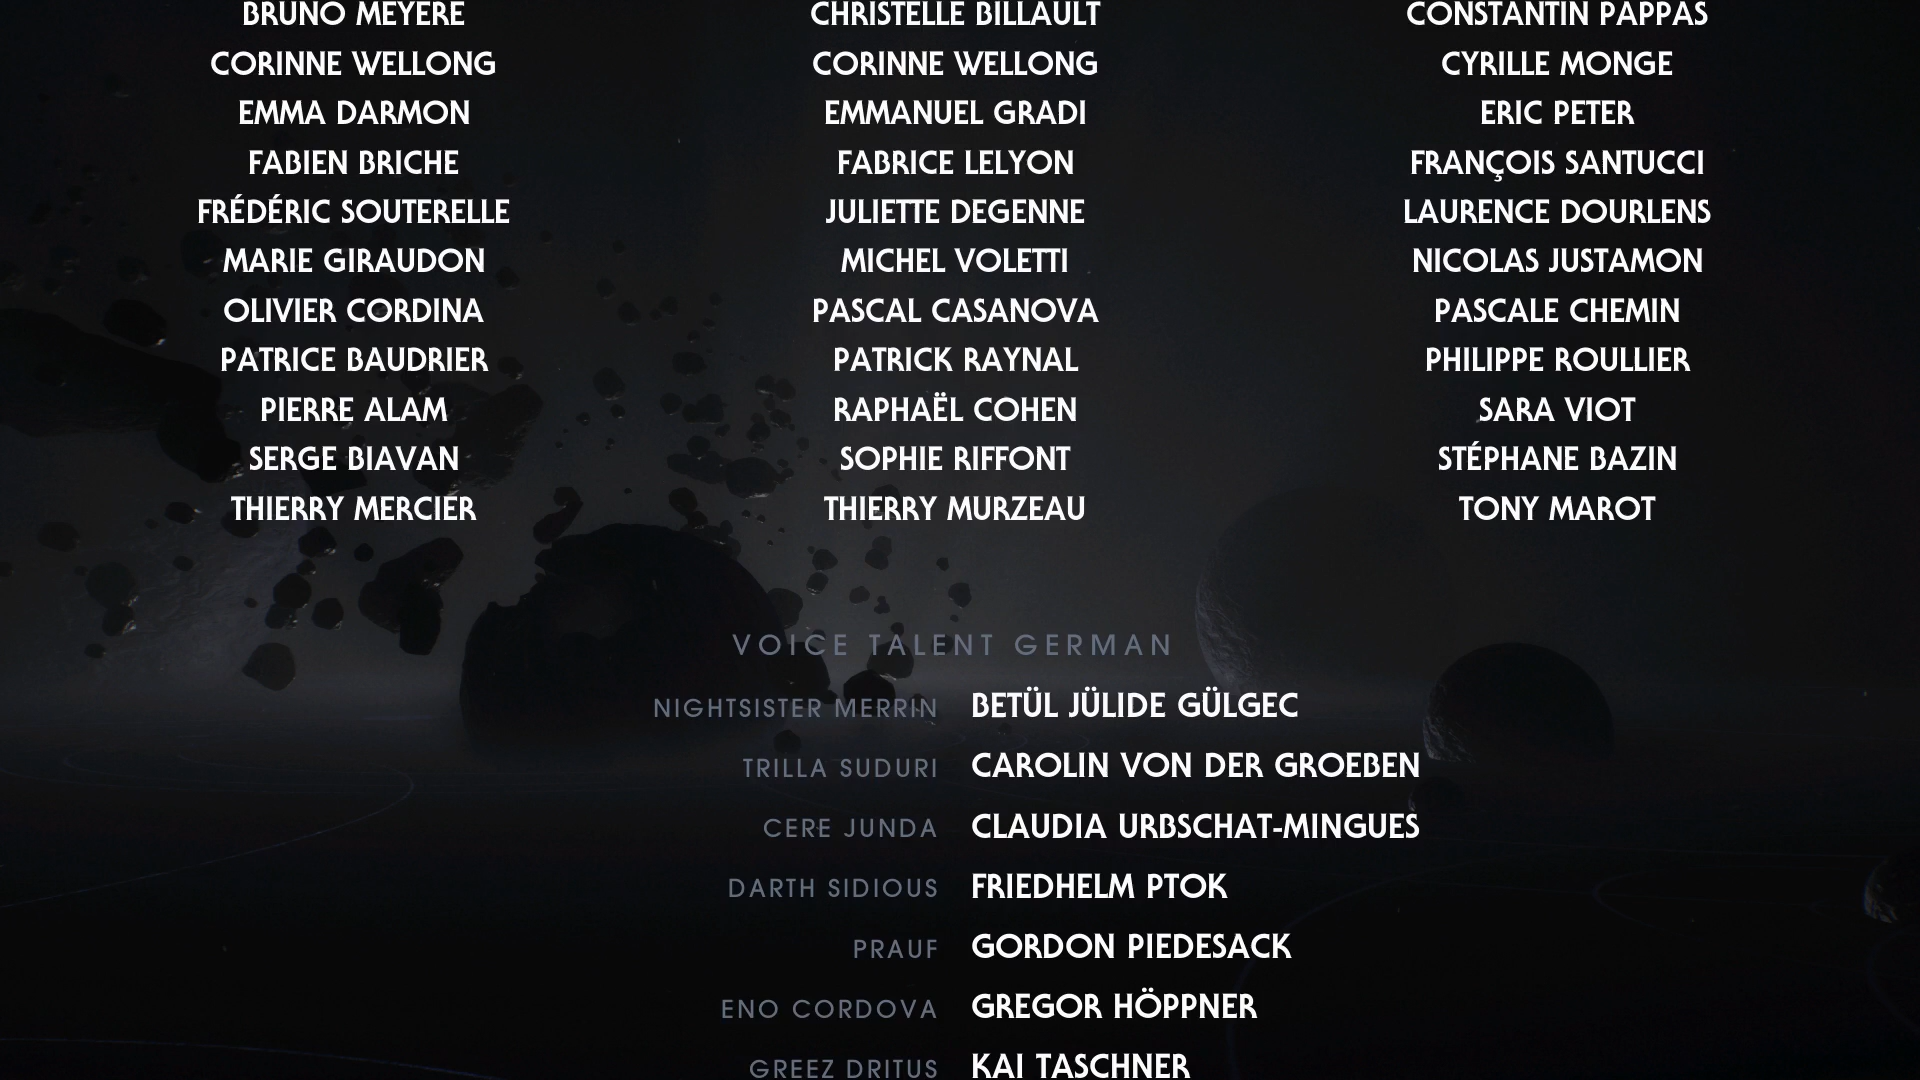 BRUNO MEYERE CHRISTELLE BILLAULT CONSTANTIN PAPPAS
CORINNE WELLONG CORINNE WELLONG CYRILLE MONGE
EMMA DARMON EMMANUEL GRADI ERIC PETER
FABIEN BRICHE FABRICE LELYON FRANÇOIS SANTUCCI
FRÉDÉRIC SOUTERELLE JULIETTE DEGENNE LAURENCE DOURLENS
MARIE GIRAUDON MICHEL VOLETTI NICOLAS JUSTAMON
OLIVIER CORDINA PASCAL CASANOVA PASCALE CHEMIN
PATRICE BAUDRIER PATRICK RAYNAL PHILIPPE ROULLIER
PIERRE ALAM RAPHAËL COHEN SARA VIOT
SERGE BIAVAN SOPHIE RIFFONT STÉPHANE BAZIN
THIERRY MERCIER THIERRY MURZEAU TONY MAROT
VOICE TALENT GERMAN
NIGHTSISTER MERRIN BETÜL JÜLIDE GÜLGEC
TRILLA SUDURI CAROLIN VON DER GROEBEN
CERE JUNDA CLAUDIA URBSCHAT-MINGUES
DARTH SIDIOUS FRIEDHELM PTOK
PRAUF GORDON PIEDESACK
ENO CORDOVA GREGOR HÖPPNER
GREEZ DRITUS KAI TASCHNER